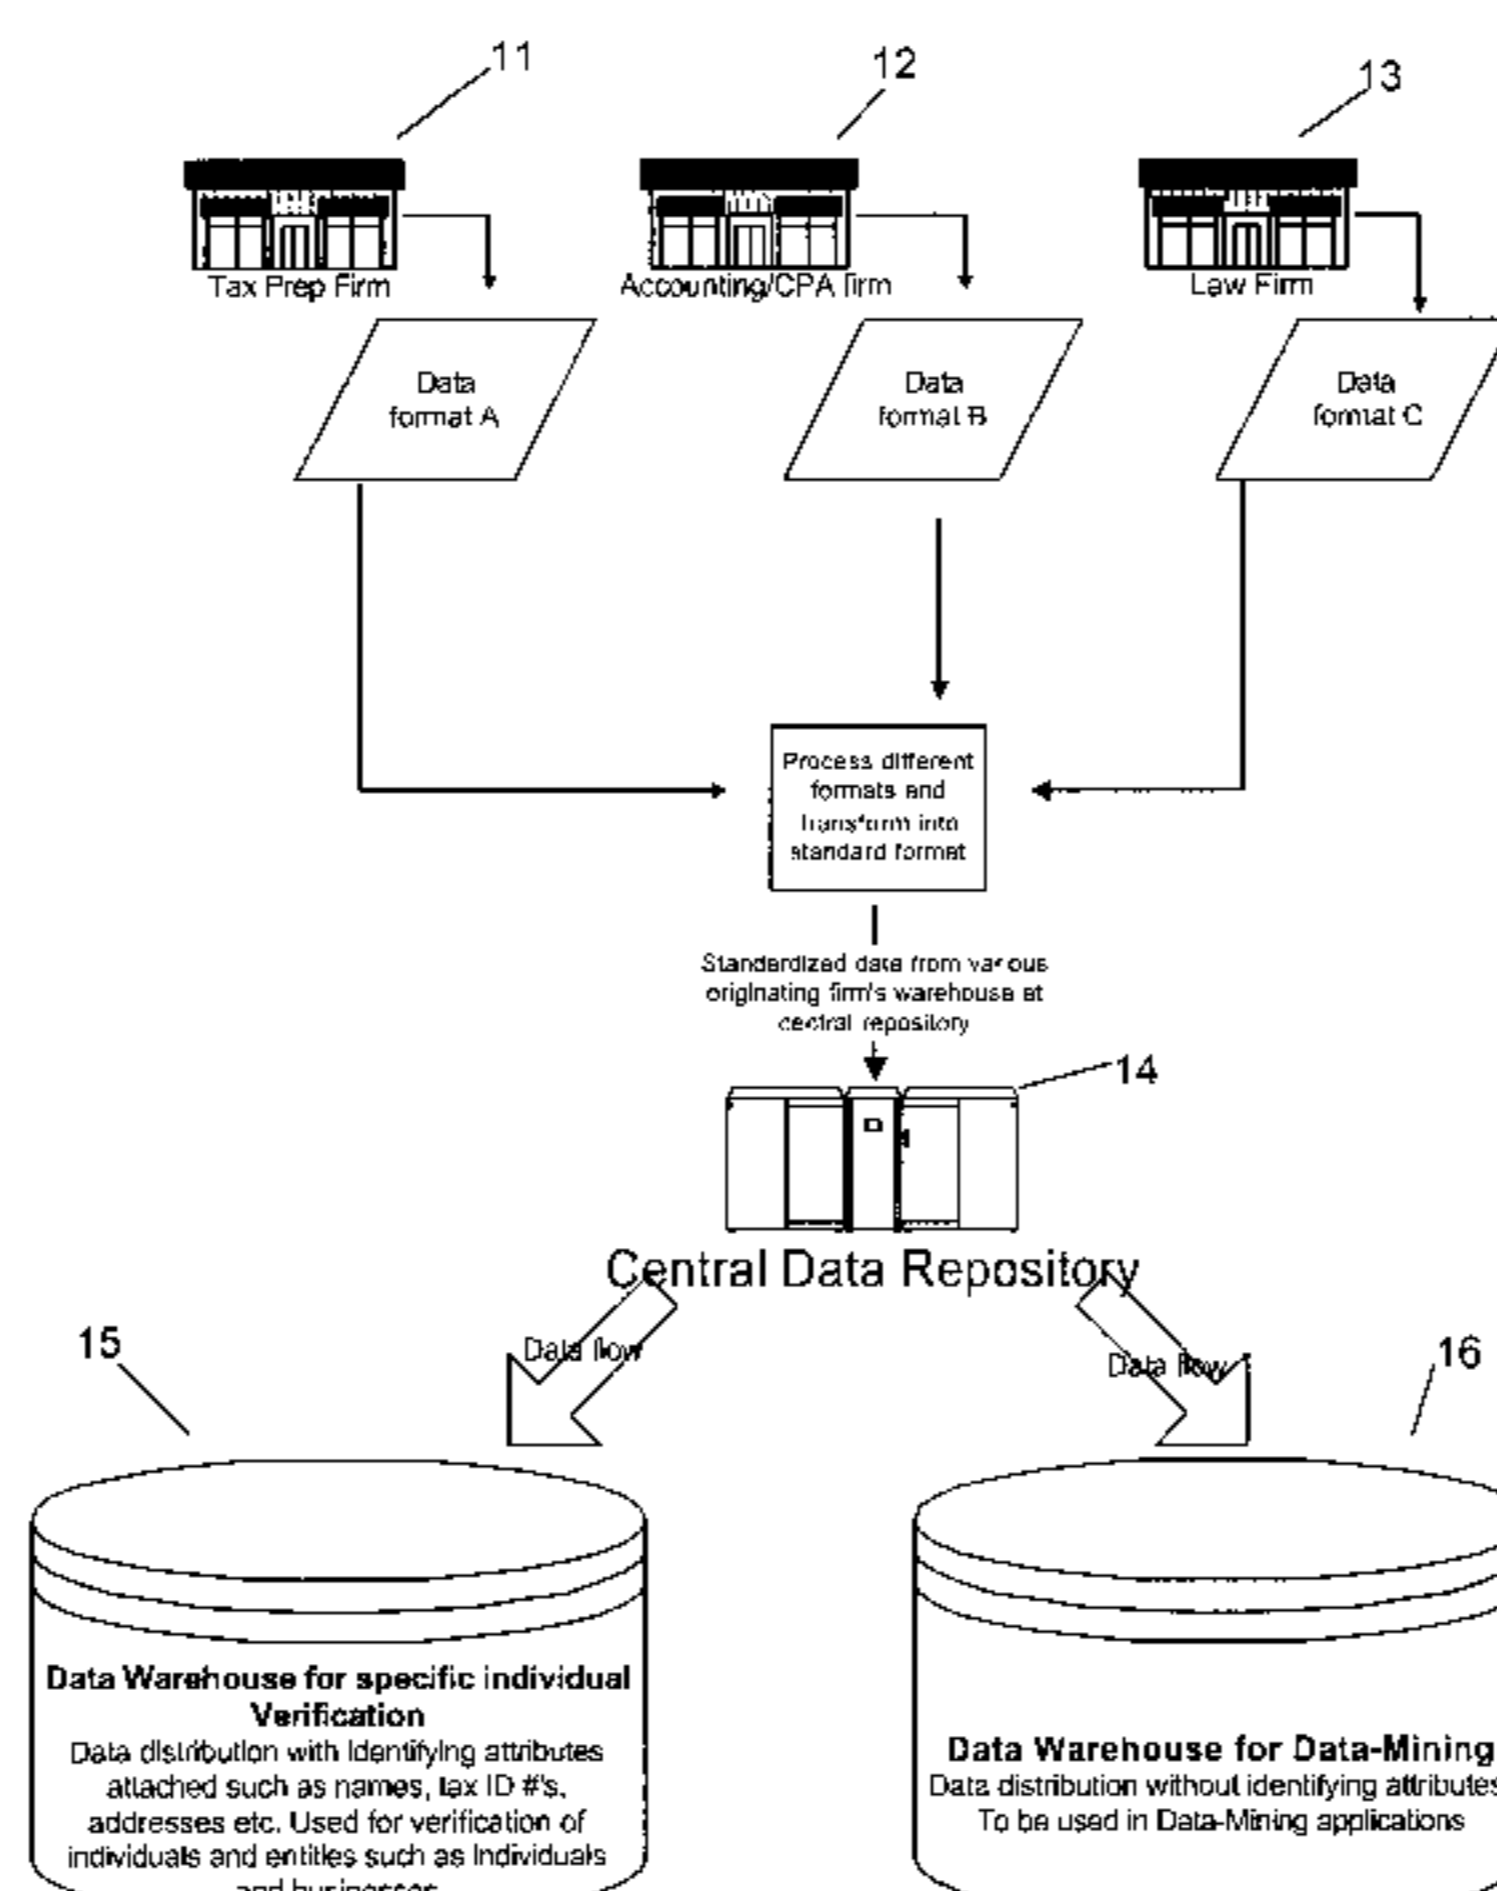 11
12
13
Tax Prep Firm
Accounting/CPA firm
Law Firm
Data
format A
Data
format B
Data
format C
Process different
formats and
transform into
standard format
Standardized data from various
originating firm's warehouse at
central repository
14
Central Data Repository
15
Data flow
Data flow
16
Data Warehouse for specific individual
Verification
Data distribution with identifying attributes
attached such as names, tax ID #'s,
addresses etc. Used for verification of
individuals and entities such as Individuals
and businesses
Data Warehouse for Data-Mining
Data distribution without identifying attributes
To be used in Data-Mining applications